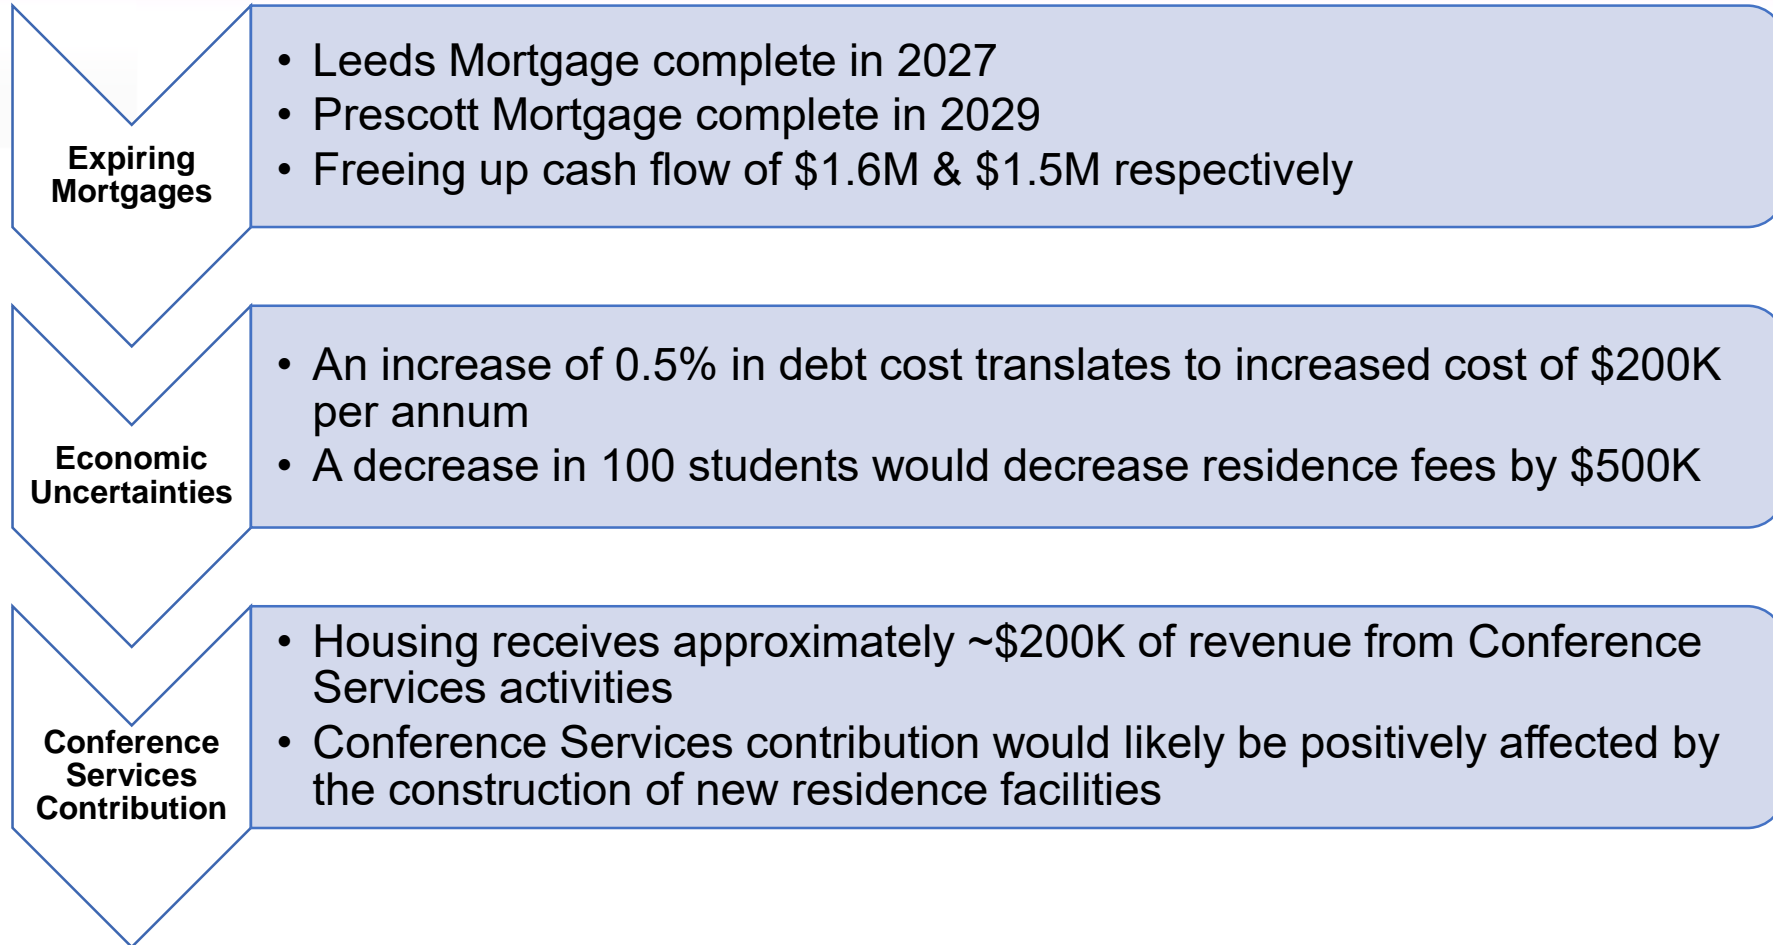 Expiring
Mortgages
• Leeds Mortgage complete in 2027
• Prescott Mortgage complete in 2029
• Freeing up cash flow of $1.6M & $1.5M respectively
Economic
Uncertainties
• An increase of 0.5% in debt cost translates to increased cost of $200K
per annum
• A decrease in 100 students would decrease residence fees by $500K
Conference
Services
Contribution
• Housing receives approximately ~$200K of revenue from Conference
Services activities
• Conference Services contribution would likely be positively affected by
the construction of new residence facilities